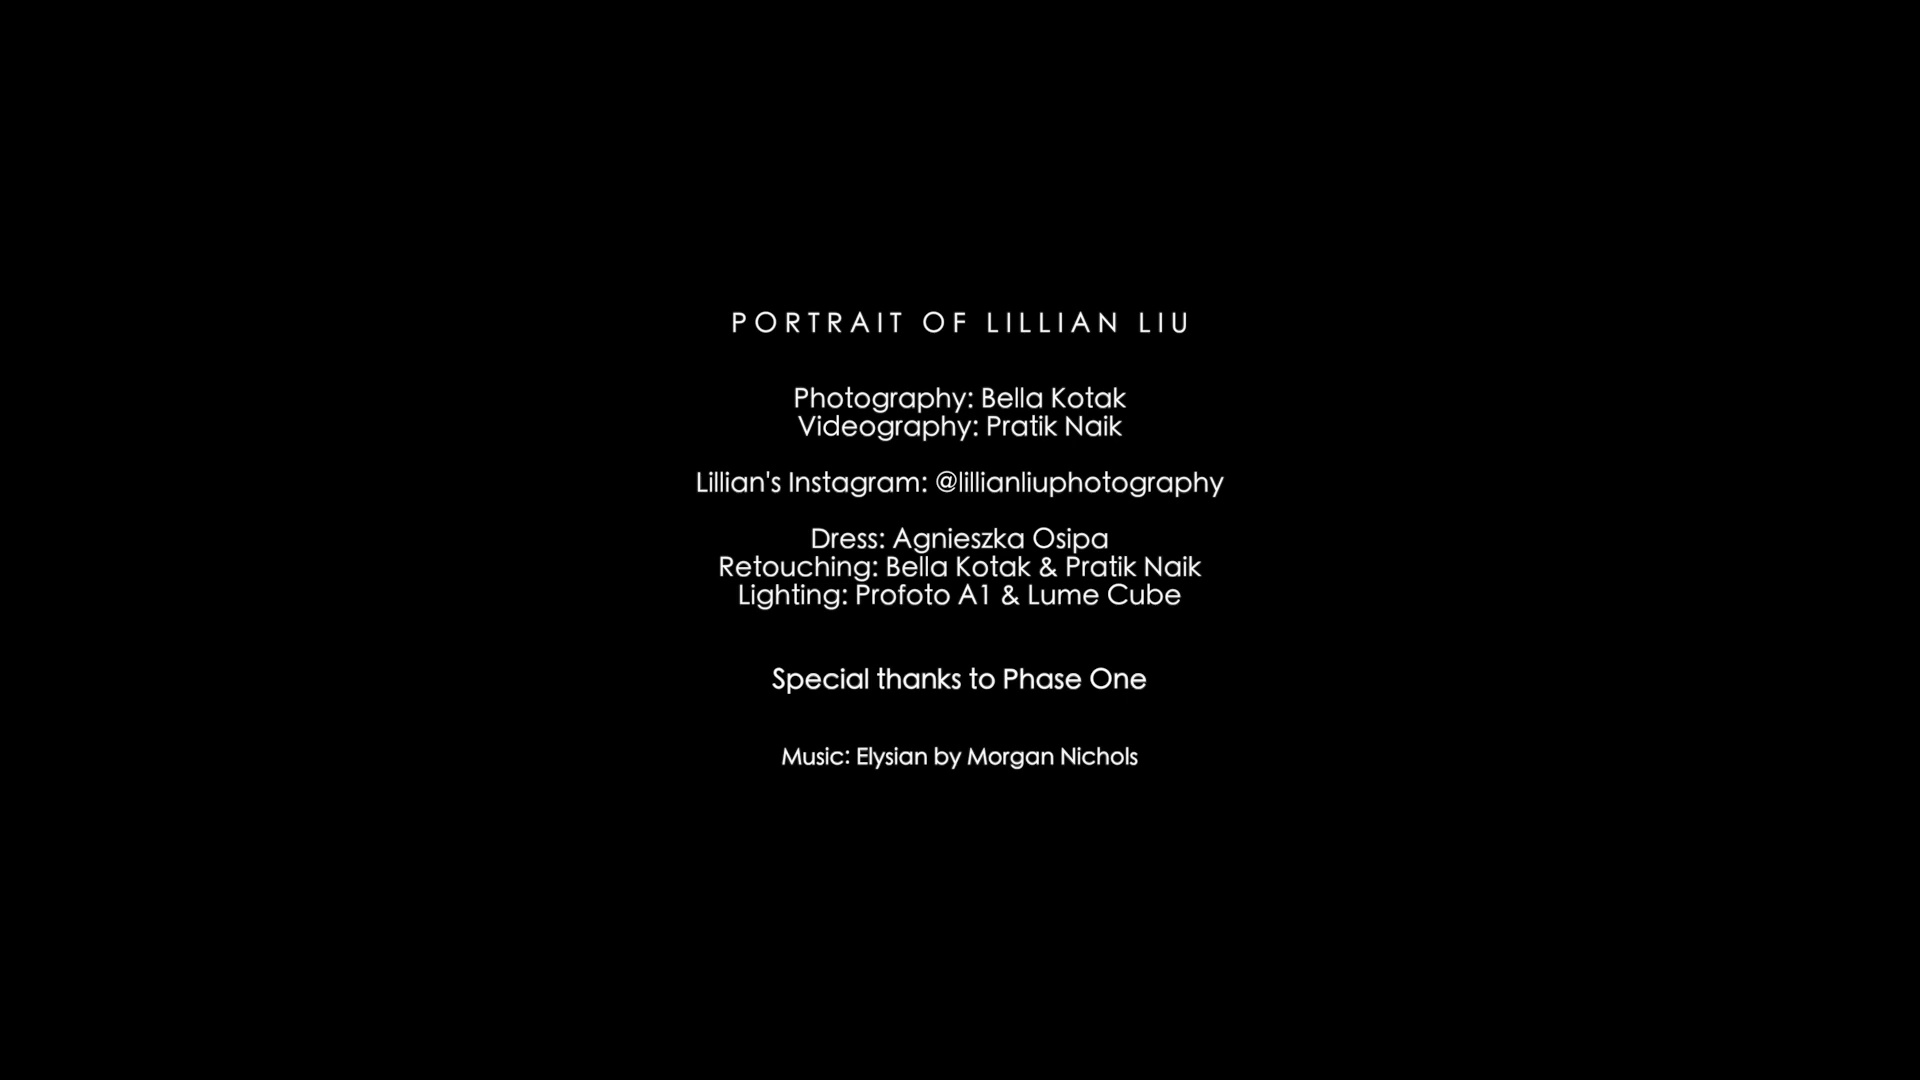 PORTRAIT OF LILLIAN LIU
Photography: Bella Kotak
Videography: Pratik Naik
Lillian's Instagram: @lillianliuphotography
Dress: Agnieszka Osipa
Retouching: Bella Kotak & Pratik Naik
Lighting: Profoto A1 & Lume Cube
Special thanks to Phase One
Music: Elysian by Morgan Nichols